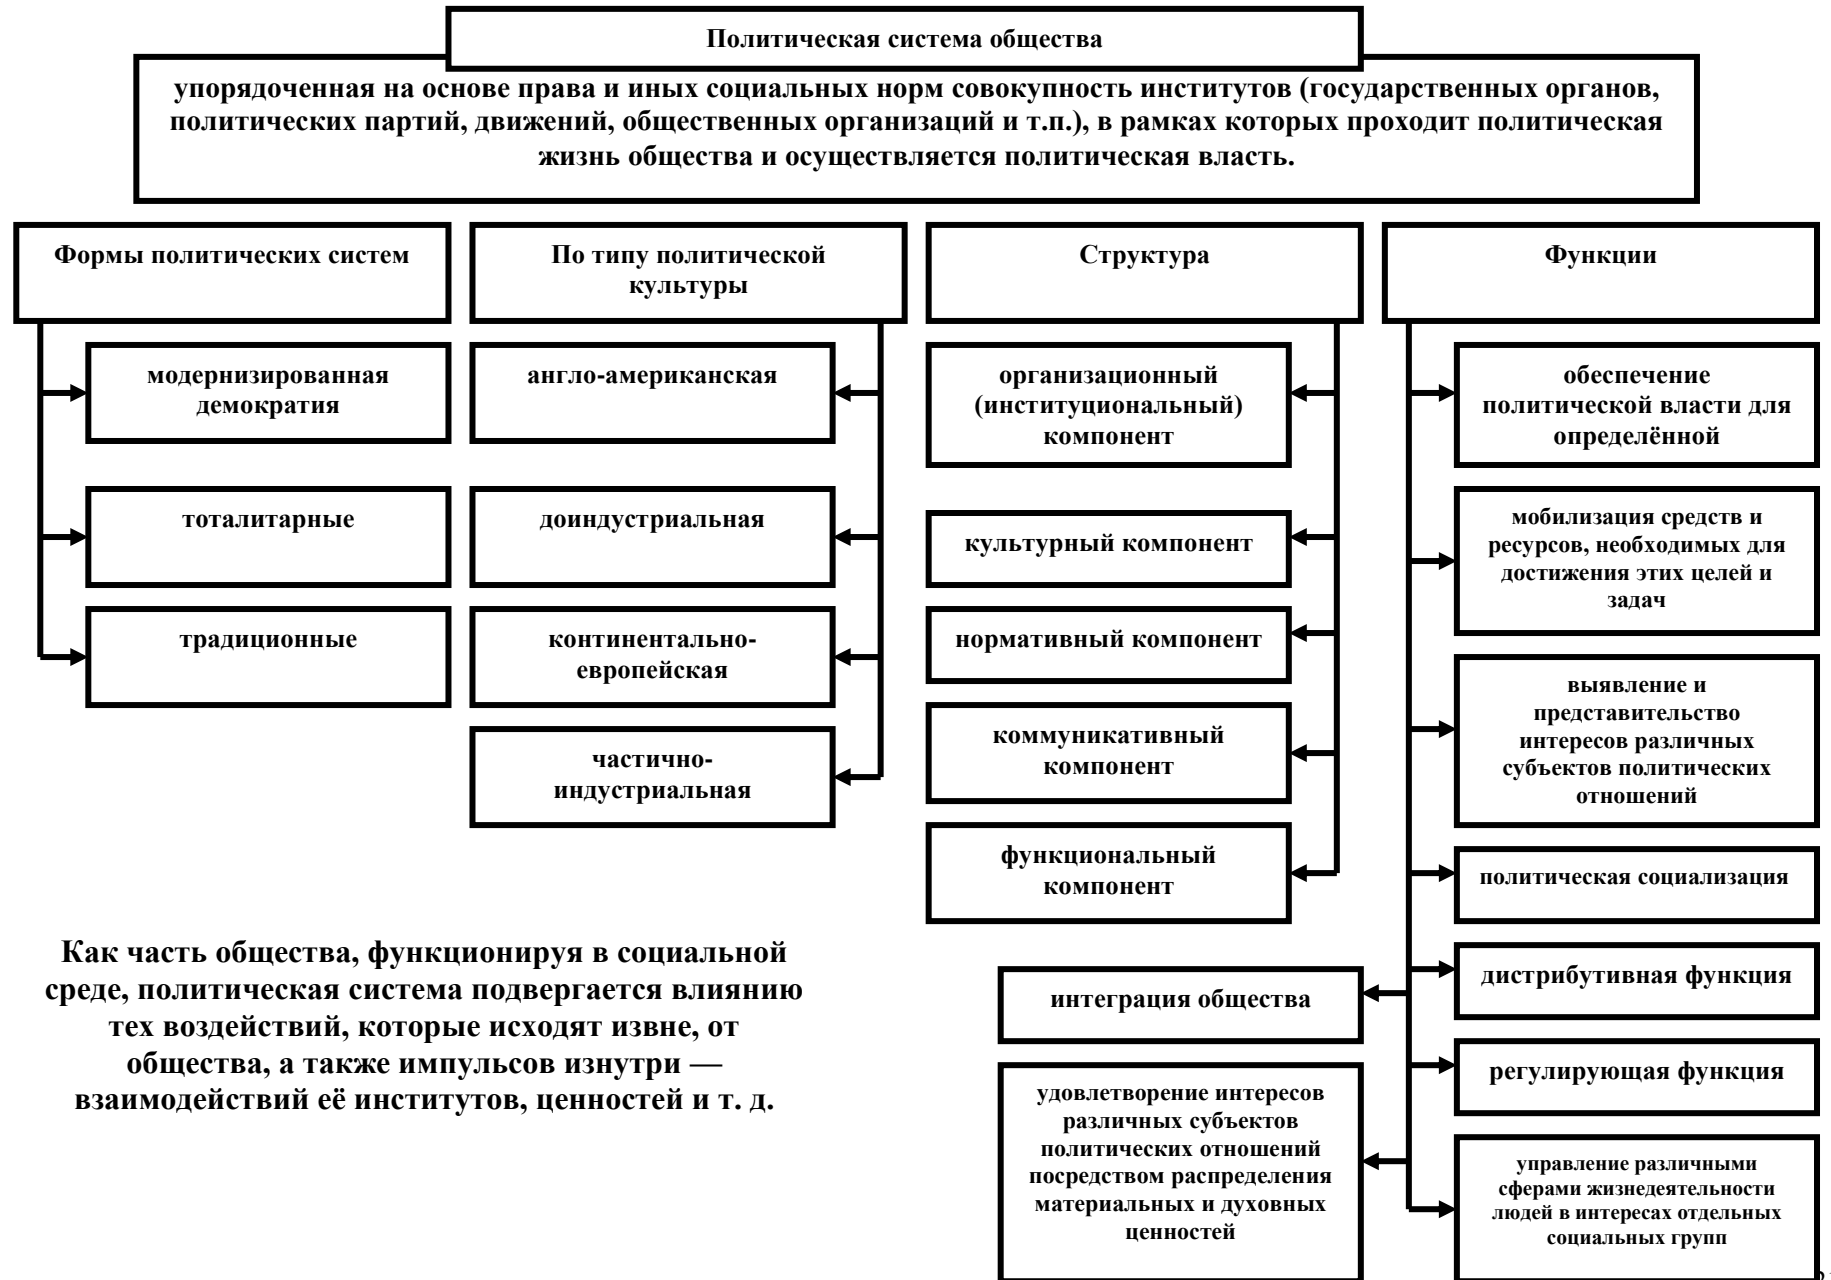 Политическая система общества
упорядоченная на основе права и иных социальных норм совокупность институтов (государственных органов,
политических партий, движений, общественных организаций и т.п.), в рамках которых проходит политическая
жизнь общества и осуществляется политическая власть.
Формы политических систем
модернизированная
демократия
тоталитарные
традиционные
По типу политической
культуры
англо-американская
доиндустриальная
континентально-
европейская
частично-
индустриальная
Структура
организационный
(институциональный)
компонент
культурный компонент
нормативный компонент
коммуникативный
компонент
функциональный
компонент
Функции
обеспечение
политической власти для
определённой
мобилизация средств и
ресурсов, необходимых для
достижения этих целей и
задач
выявление и
представительство
интересов различных
субъектов политических
отношений
политическая социализация
дистрибутивная функция
интеграция общества
регулирующая функция
удовлетворение интересов
различных субъектов
политических отношений
посредством распределения
материальных и духовных
ценностей
управление различными
сферами жизнедеятельности
людей в интересах отдельных
социальных групп
Как часть общества, функционируя в социальной
среде, политическая система подвергается влиянию
тех воздействий, которые исходят извне, от
общества, а также импульсов изнутри —
взаимодействий её институтов, ценностей и т. д.